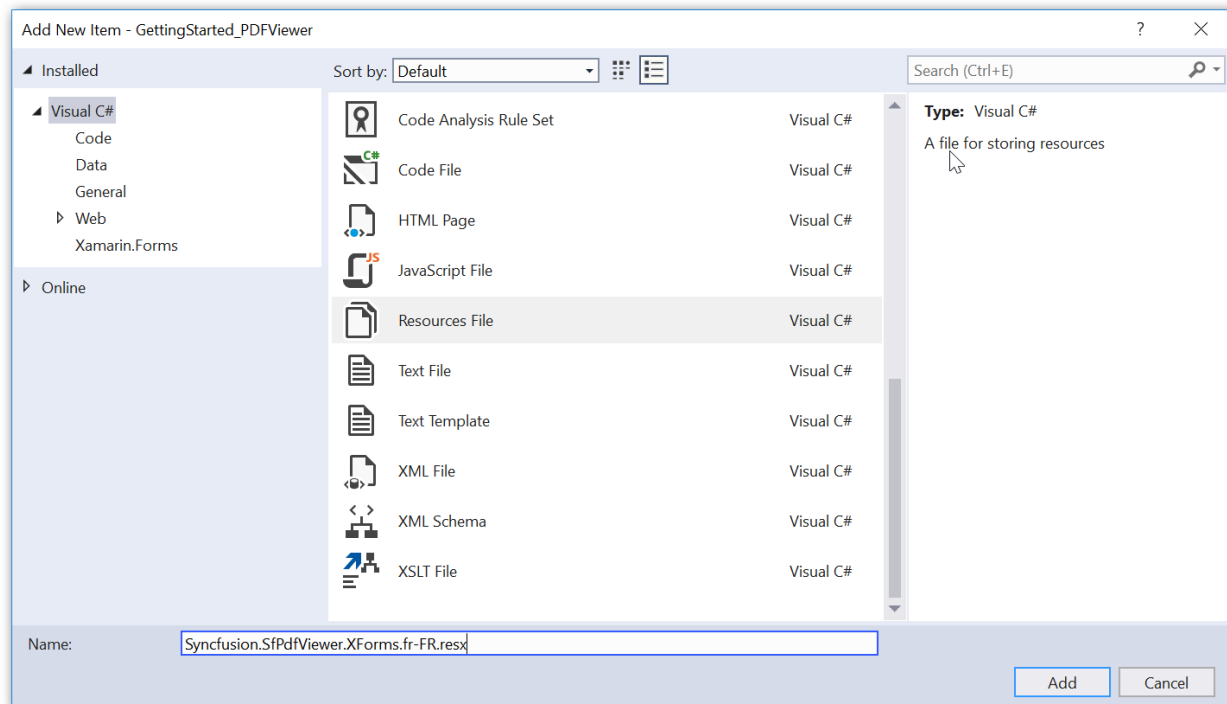 Add New Item - GettingStarted_PDFViewer
?
Installed
Sort by: Default
Search (Ctrl+E)
Visual C#
Code
Data
General
Web
Xamarin.Forms
Online
Code Analysis Rule Set Visual C#
C#
Code File Visual C#
HTML Page Visual C#
JS
JavaScript File Visual C#
Resources File Visual C#
Text File Visual C#
Text Template Visual C#
XML File Visual C#
XML Schema Visual C#
XSLT File Visual C#
Type: Visual C#
A file for storing resources
Name: Syncfusion.SfPdfViewer.XForms.fr-FR.resx
Add Cancel